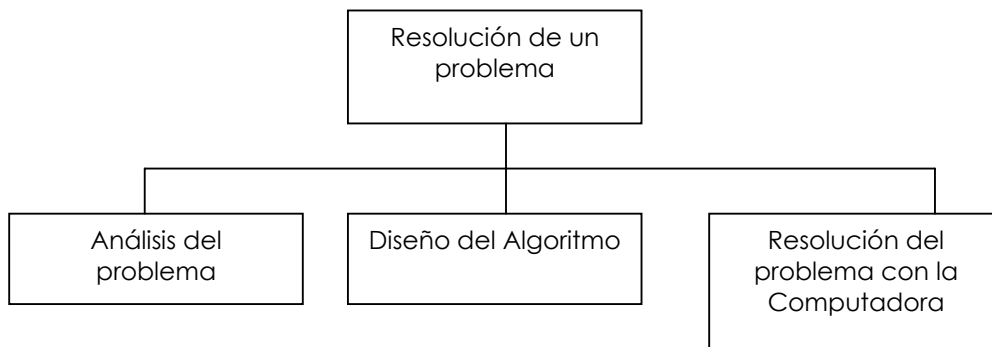 Resolución de un
problema
Análisis del
problema
Diseño del Algoritmo
Resolución del
problema con la
Computadora